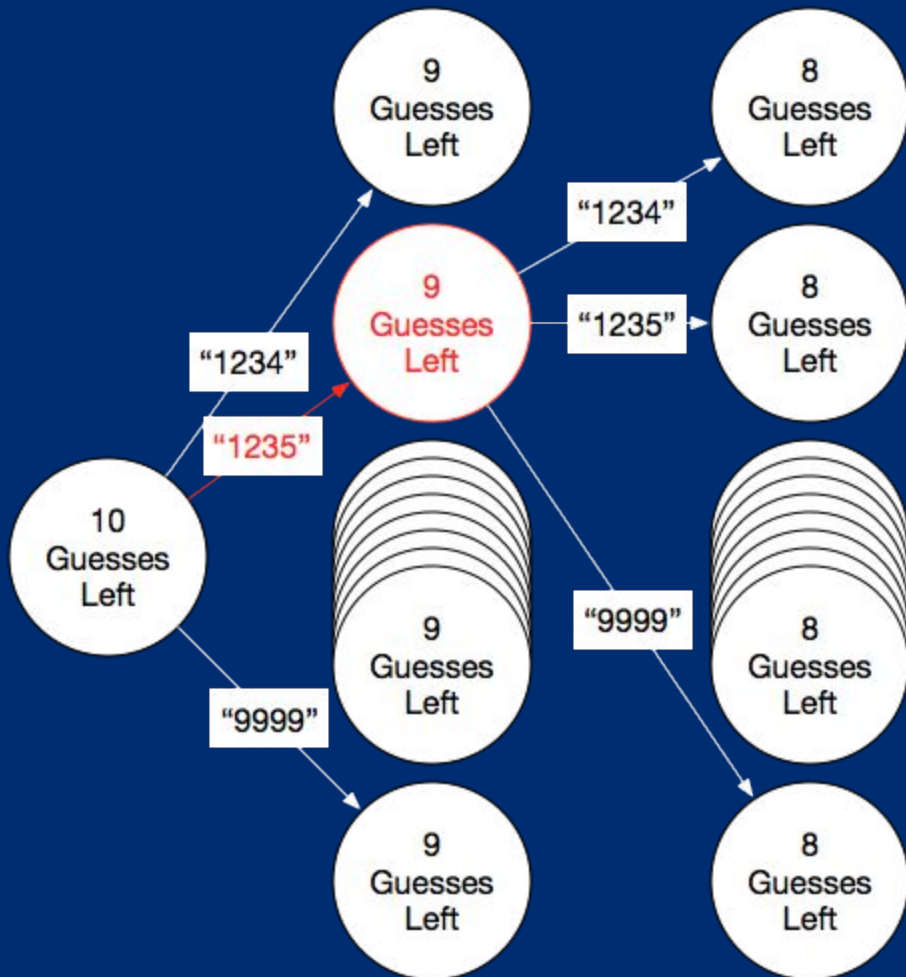 9
Guesses
Left
8
Guesses
Left
“1234”
9
Guesses
Left
“1235”
8
Guesses
Left
“1234”
“1235”
10
Guesses
Left
9
Guesses
Left
“9999”
8
Guesses
Left
“9999”
9
Guesses
Left
8
Guesses
Left